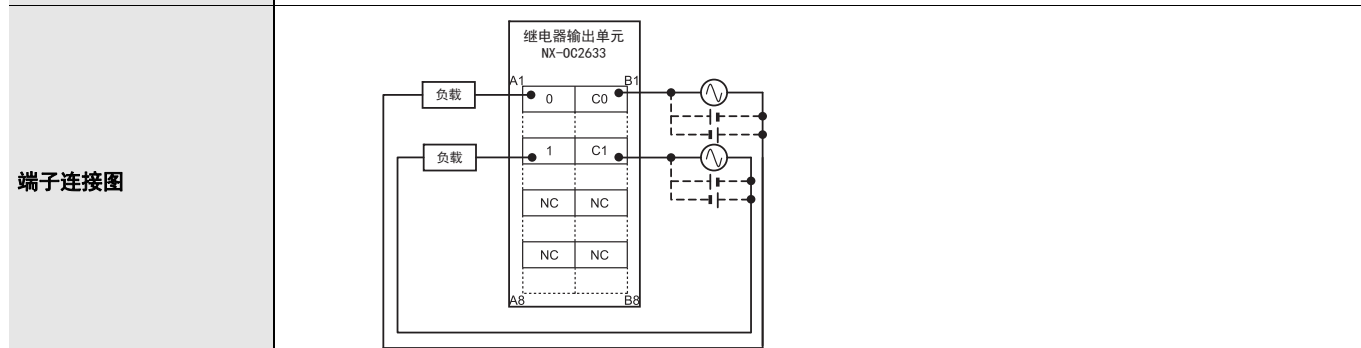 端子连接图
继电器输出单元
NX-OC2633
A1 B1
负载 0 C0
负载 1 C1
NC NC
NC NC
A8 B8